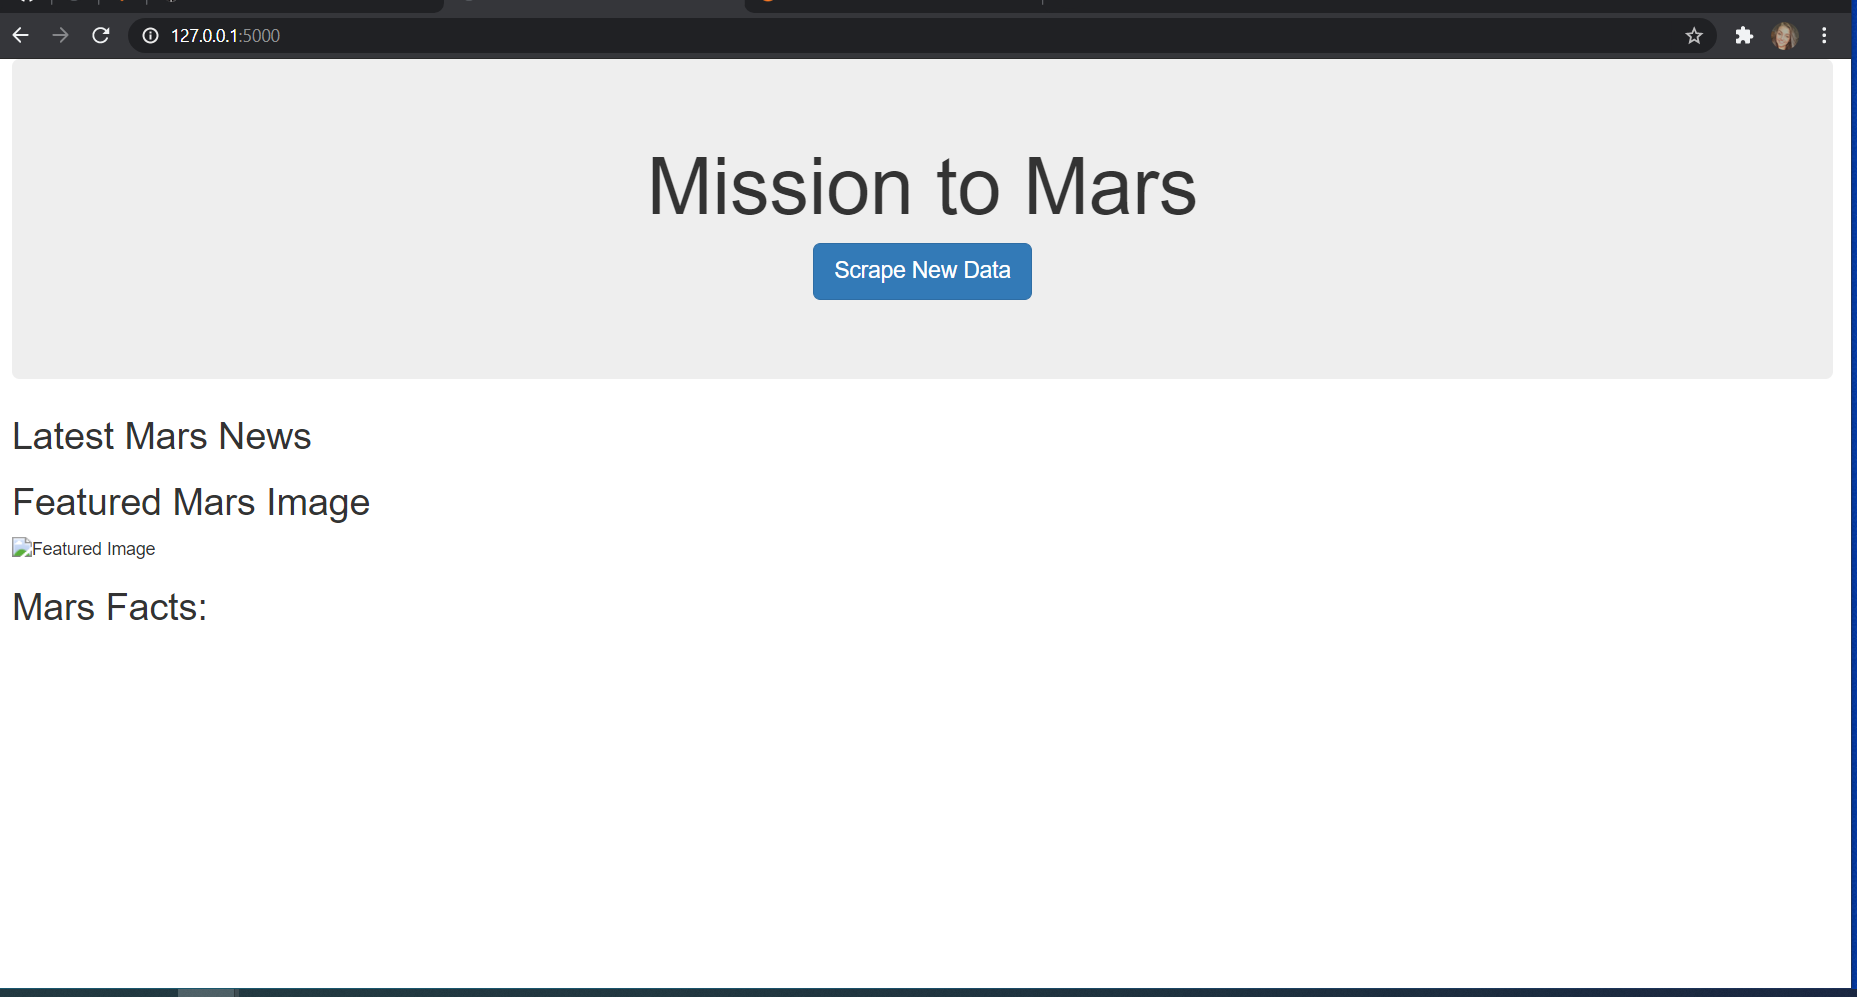 127.0.0.1:5000
Mission to Mars
Scrape New Data
Latest Mars News
Featured Mars Image
Featured Image
Mars Facts: